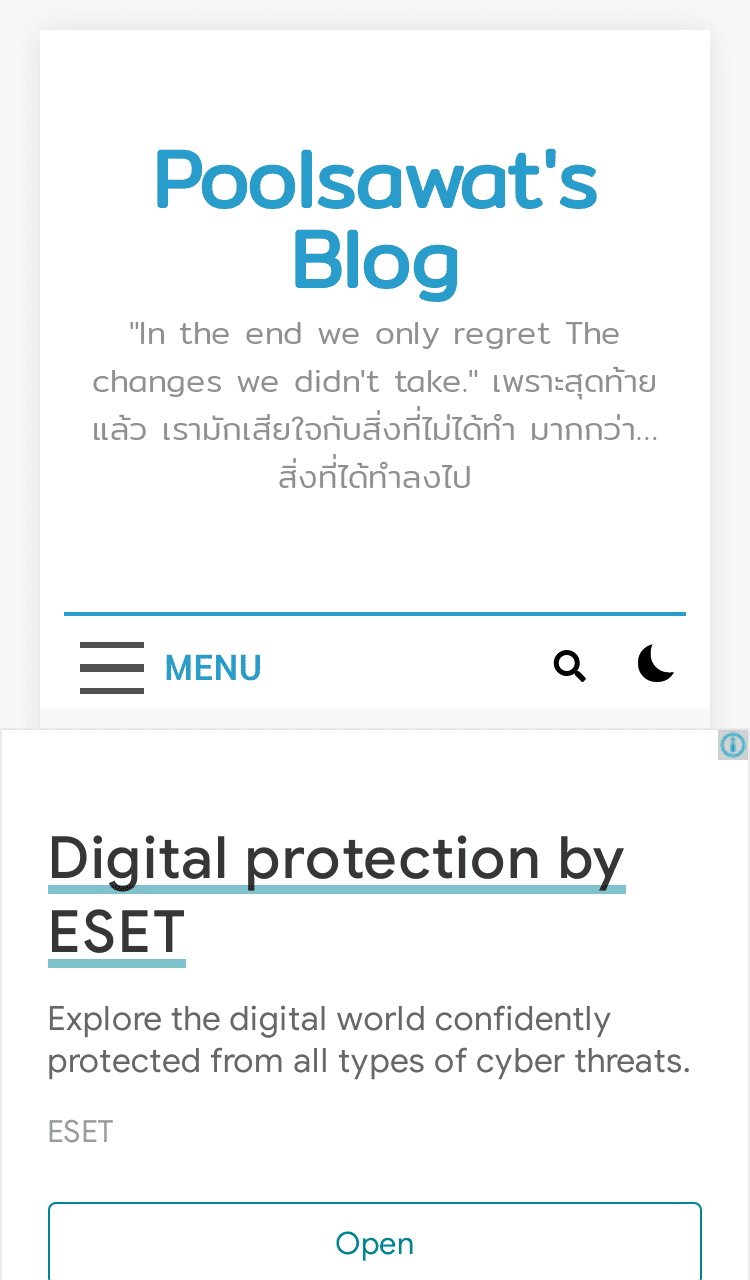 Poolsawat's
Blog
"In the end we only regret The
changes we didn't take." เพราะสุดท้าย
แล้ว เรามักเสียใจกับสิ่งที่ไม่ได้ทำ มากกว่า...
สิ่งที่ได้ทำลงไป
MENU
Digital protection by
ESET
Explore the digital world confidently
protected from all types of cyber threats.
ESET
Open